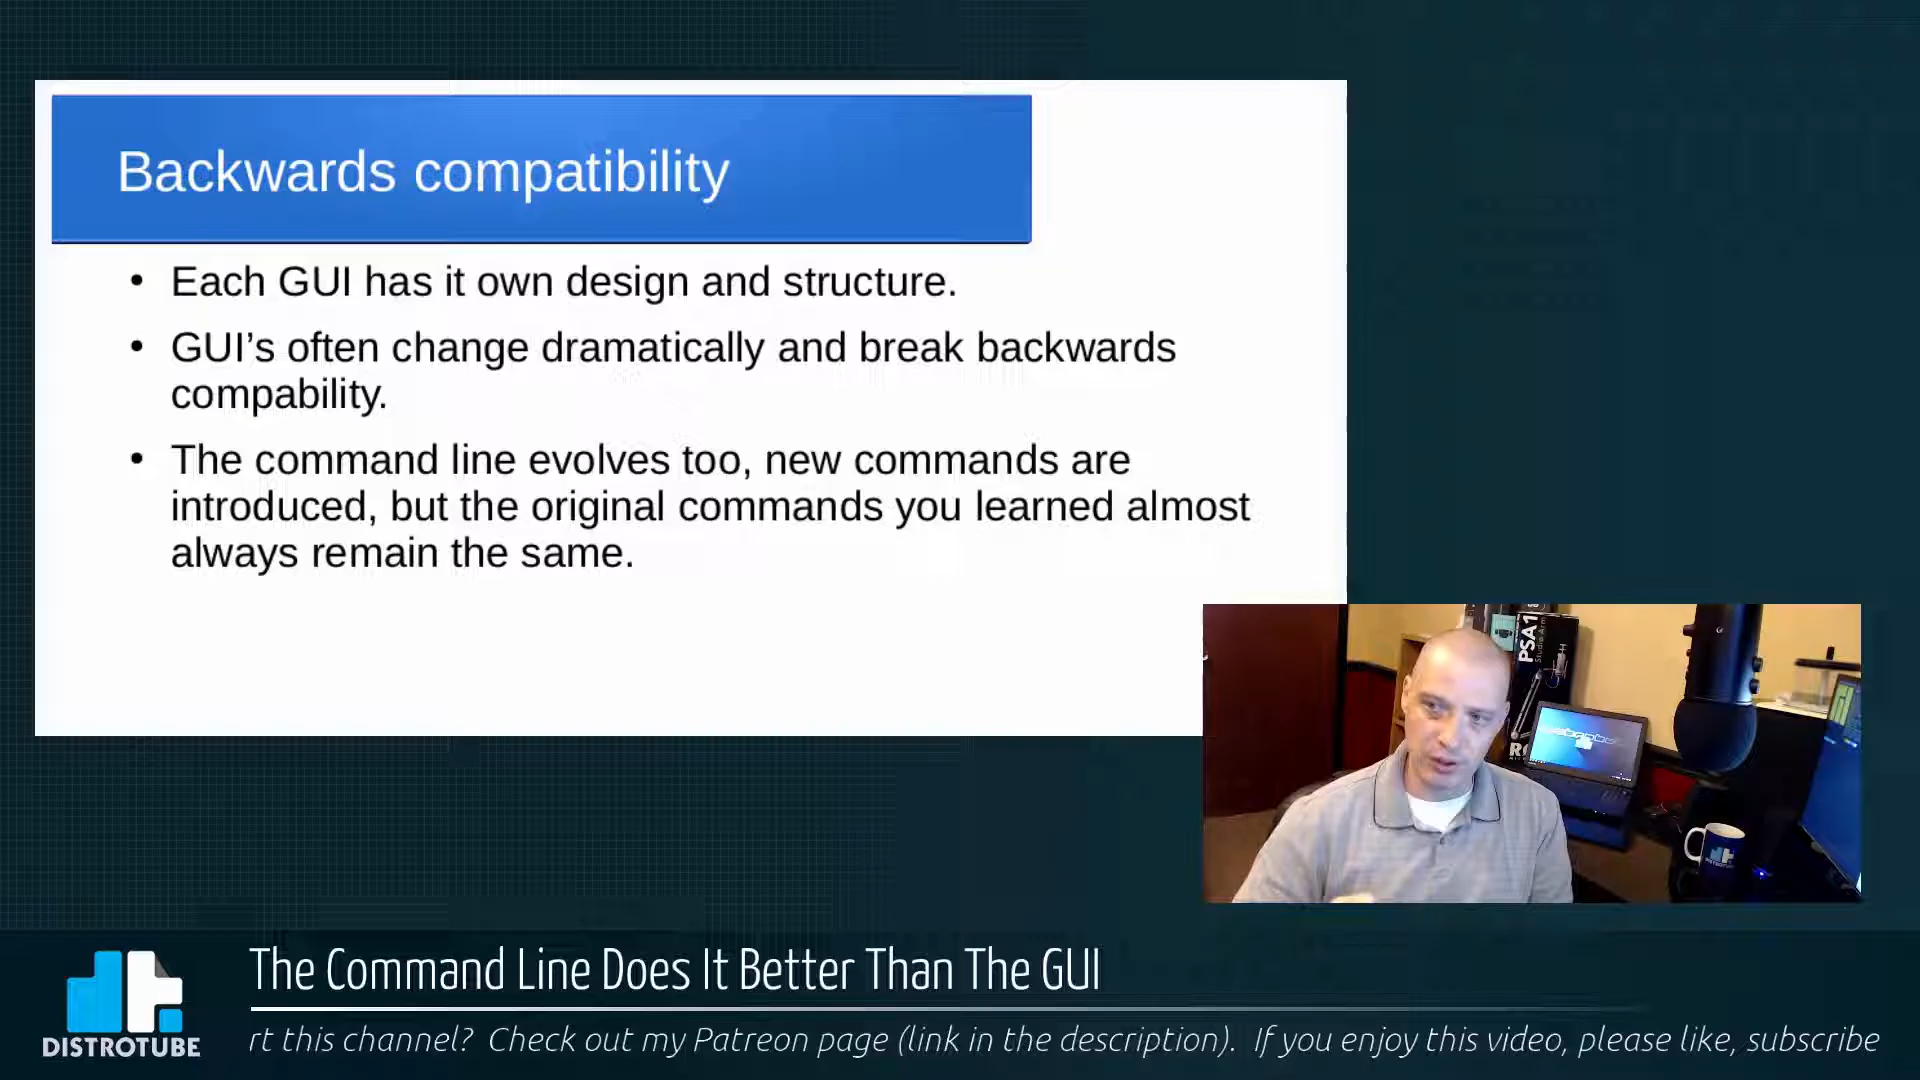 Backwards compatibility
• Each GUI has it own design and structure.
• GUI’s often change dramatically and break backwards
compability.
• The command line evolves too, new commands are
introduced, but the original commands you learned almost
always remain the same.
PSA1
Studio Arm
DISTROTUBE
The Command Line Does It Better Than The GUI
rt this channel? Check out my Patreon page (link in the description). If you enjoy this video, please like, subscribe